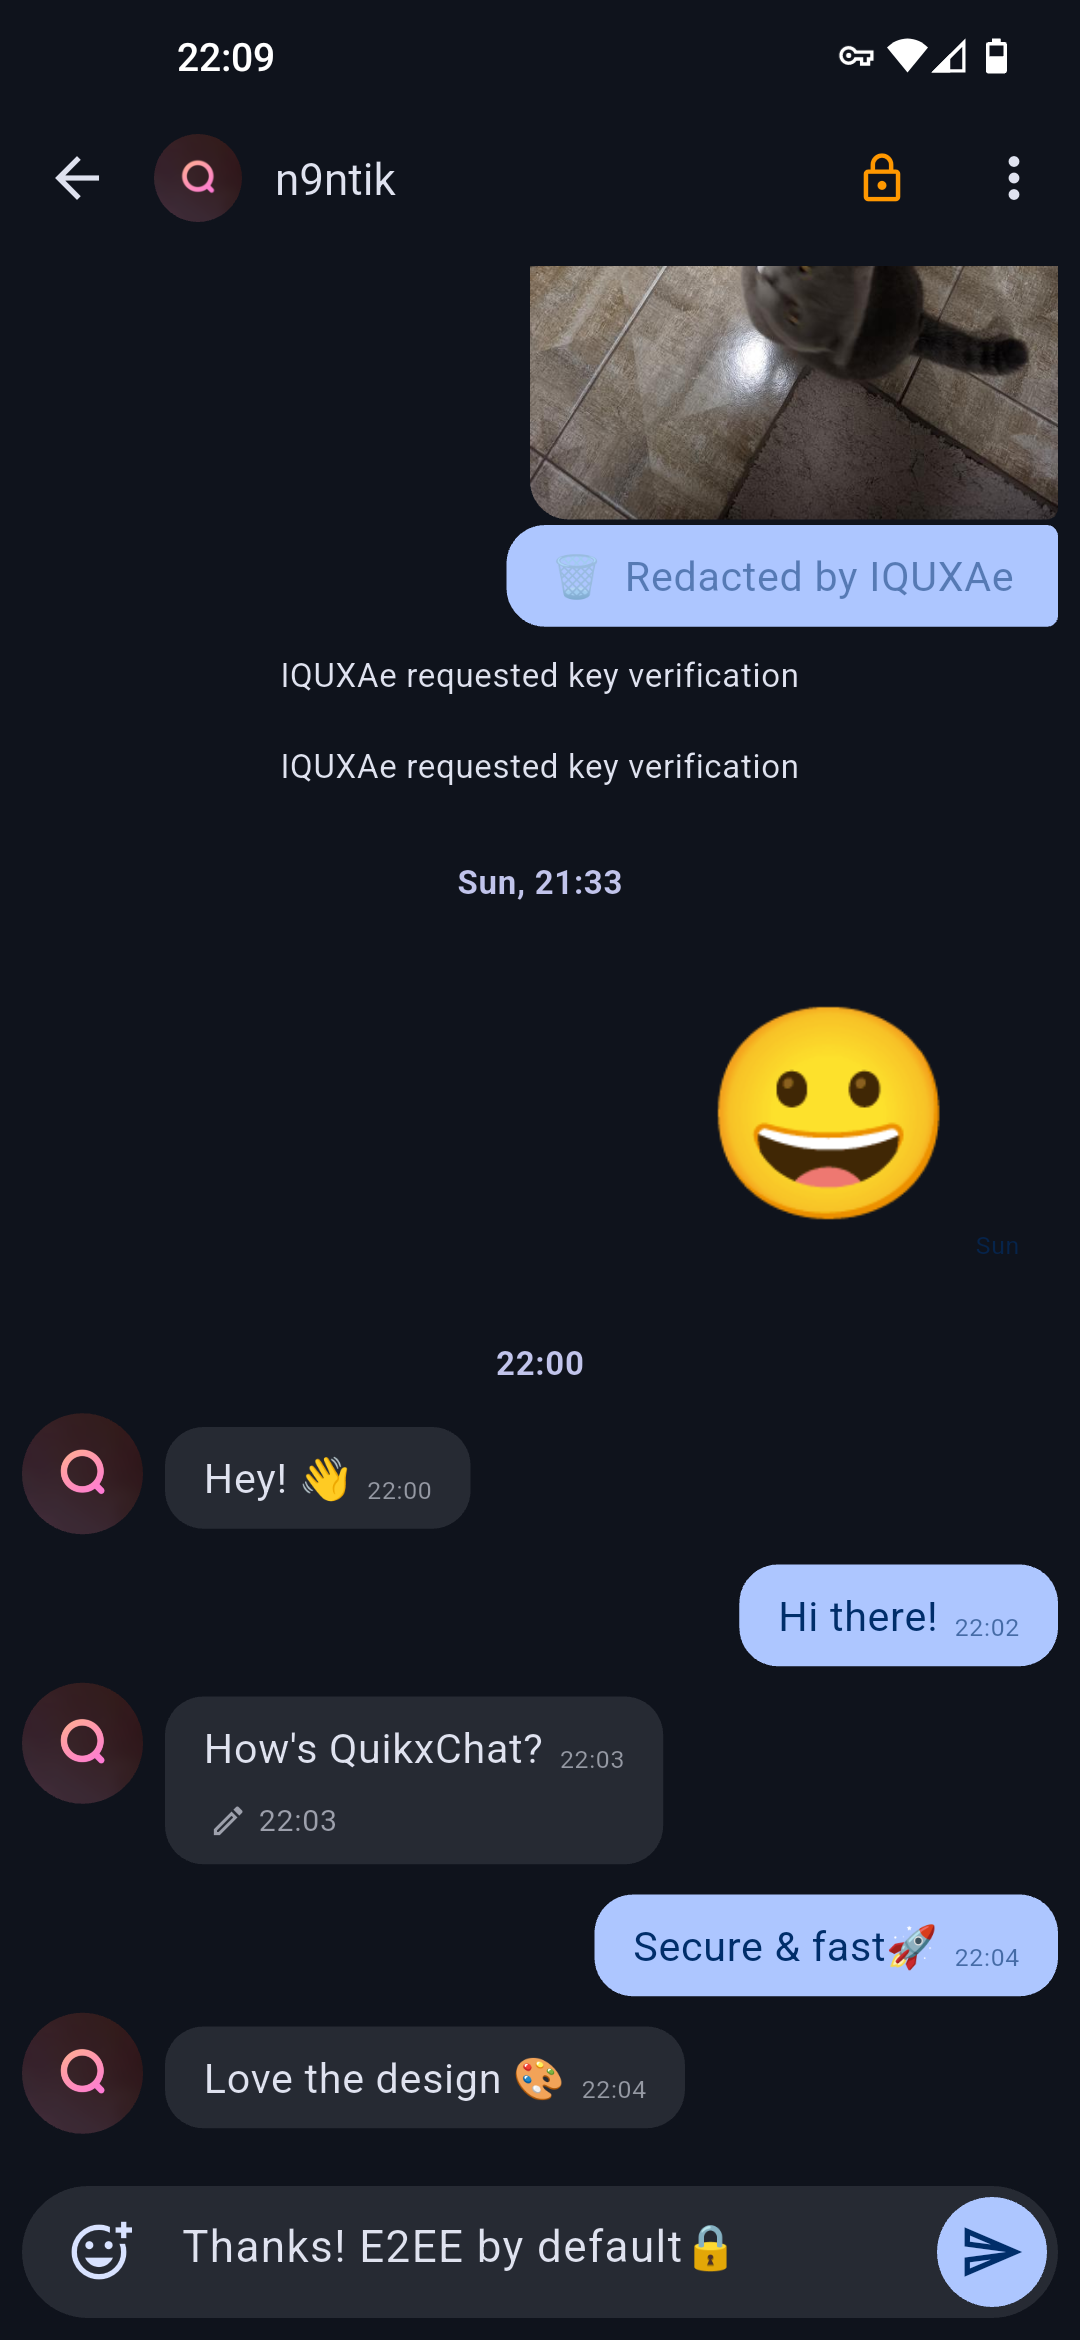 22:09
n9ntik
🗑️ Redacted by IQUXAe
IQUXAe requested key verification
IQUXAe requested key verification
Sun, 21:33
😀
Sun
22:00
Hey! 👋 22:00
Hi there! 22:02
How's QuikxChat? 22:03
22:03
Secure & fast🚀 22:04
Love the design 🎨 22:04
Thanks! E2EE by default🔒